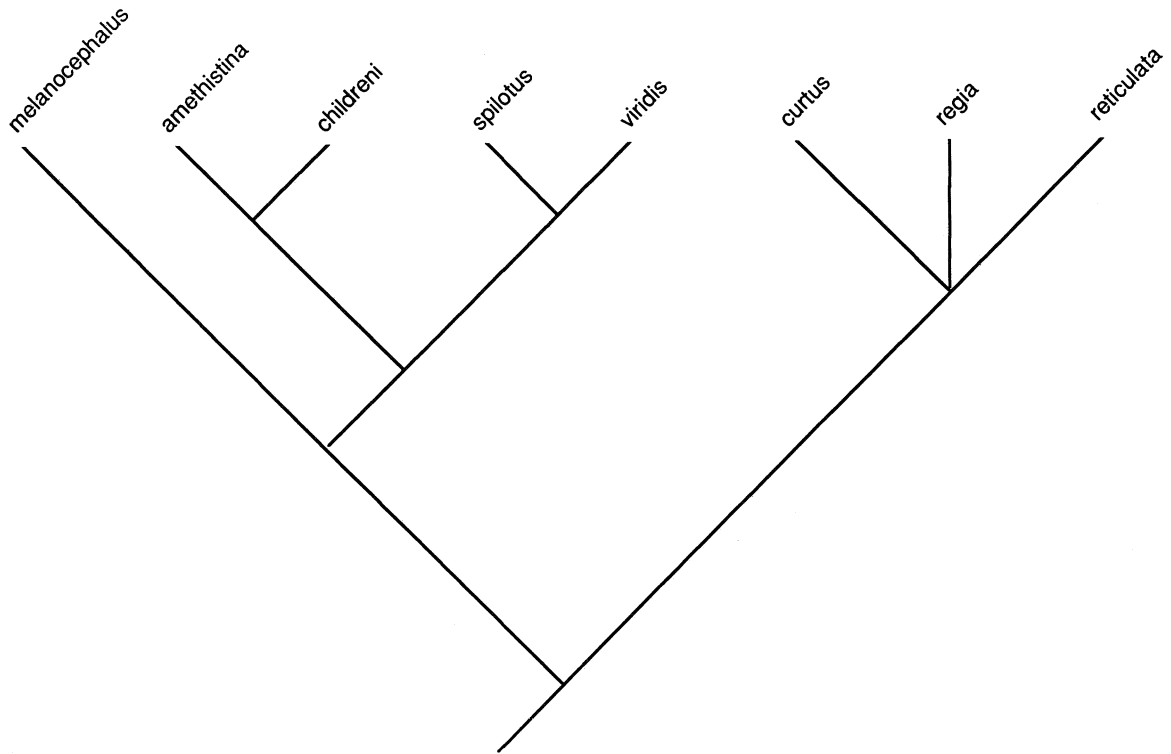 melanocephalus
amethistina
childreni
spilotus
viridis
curtus
regia
reticulata